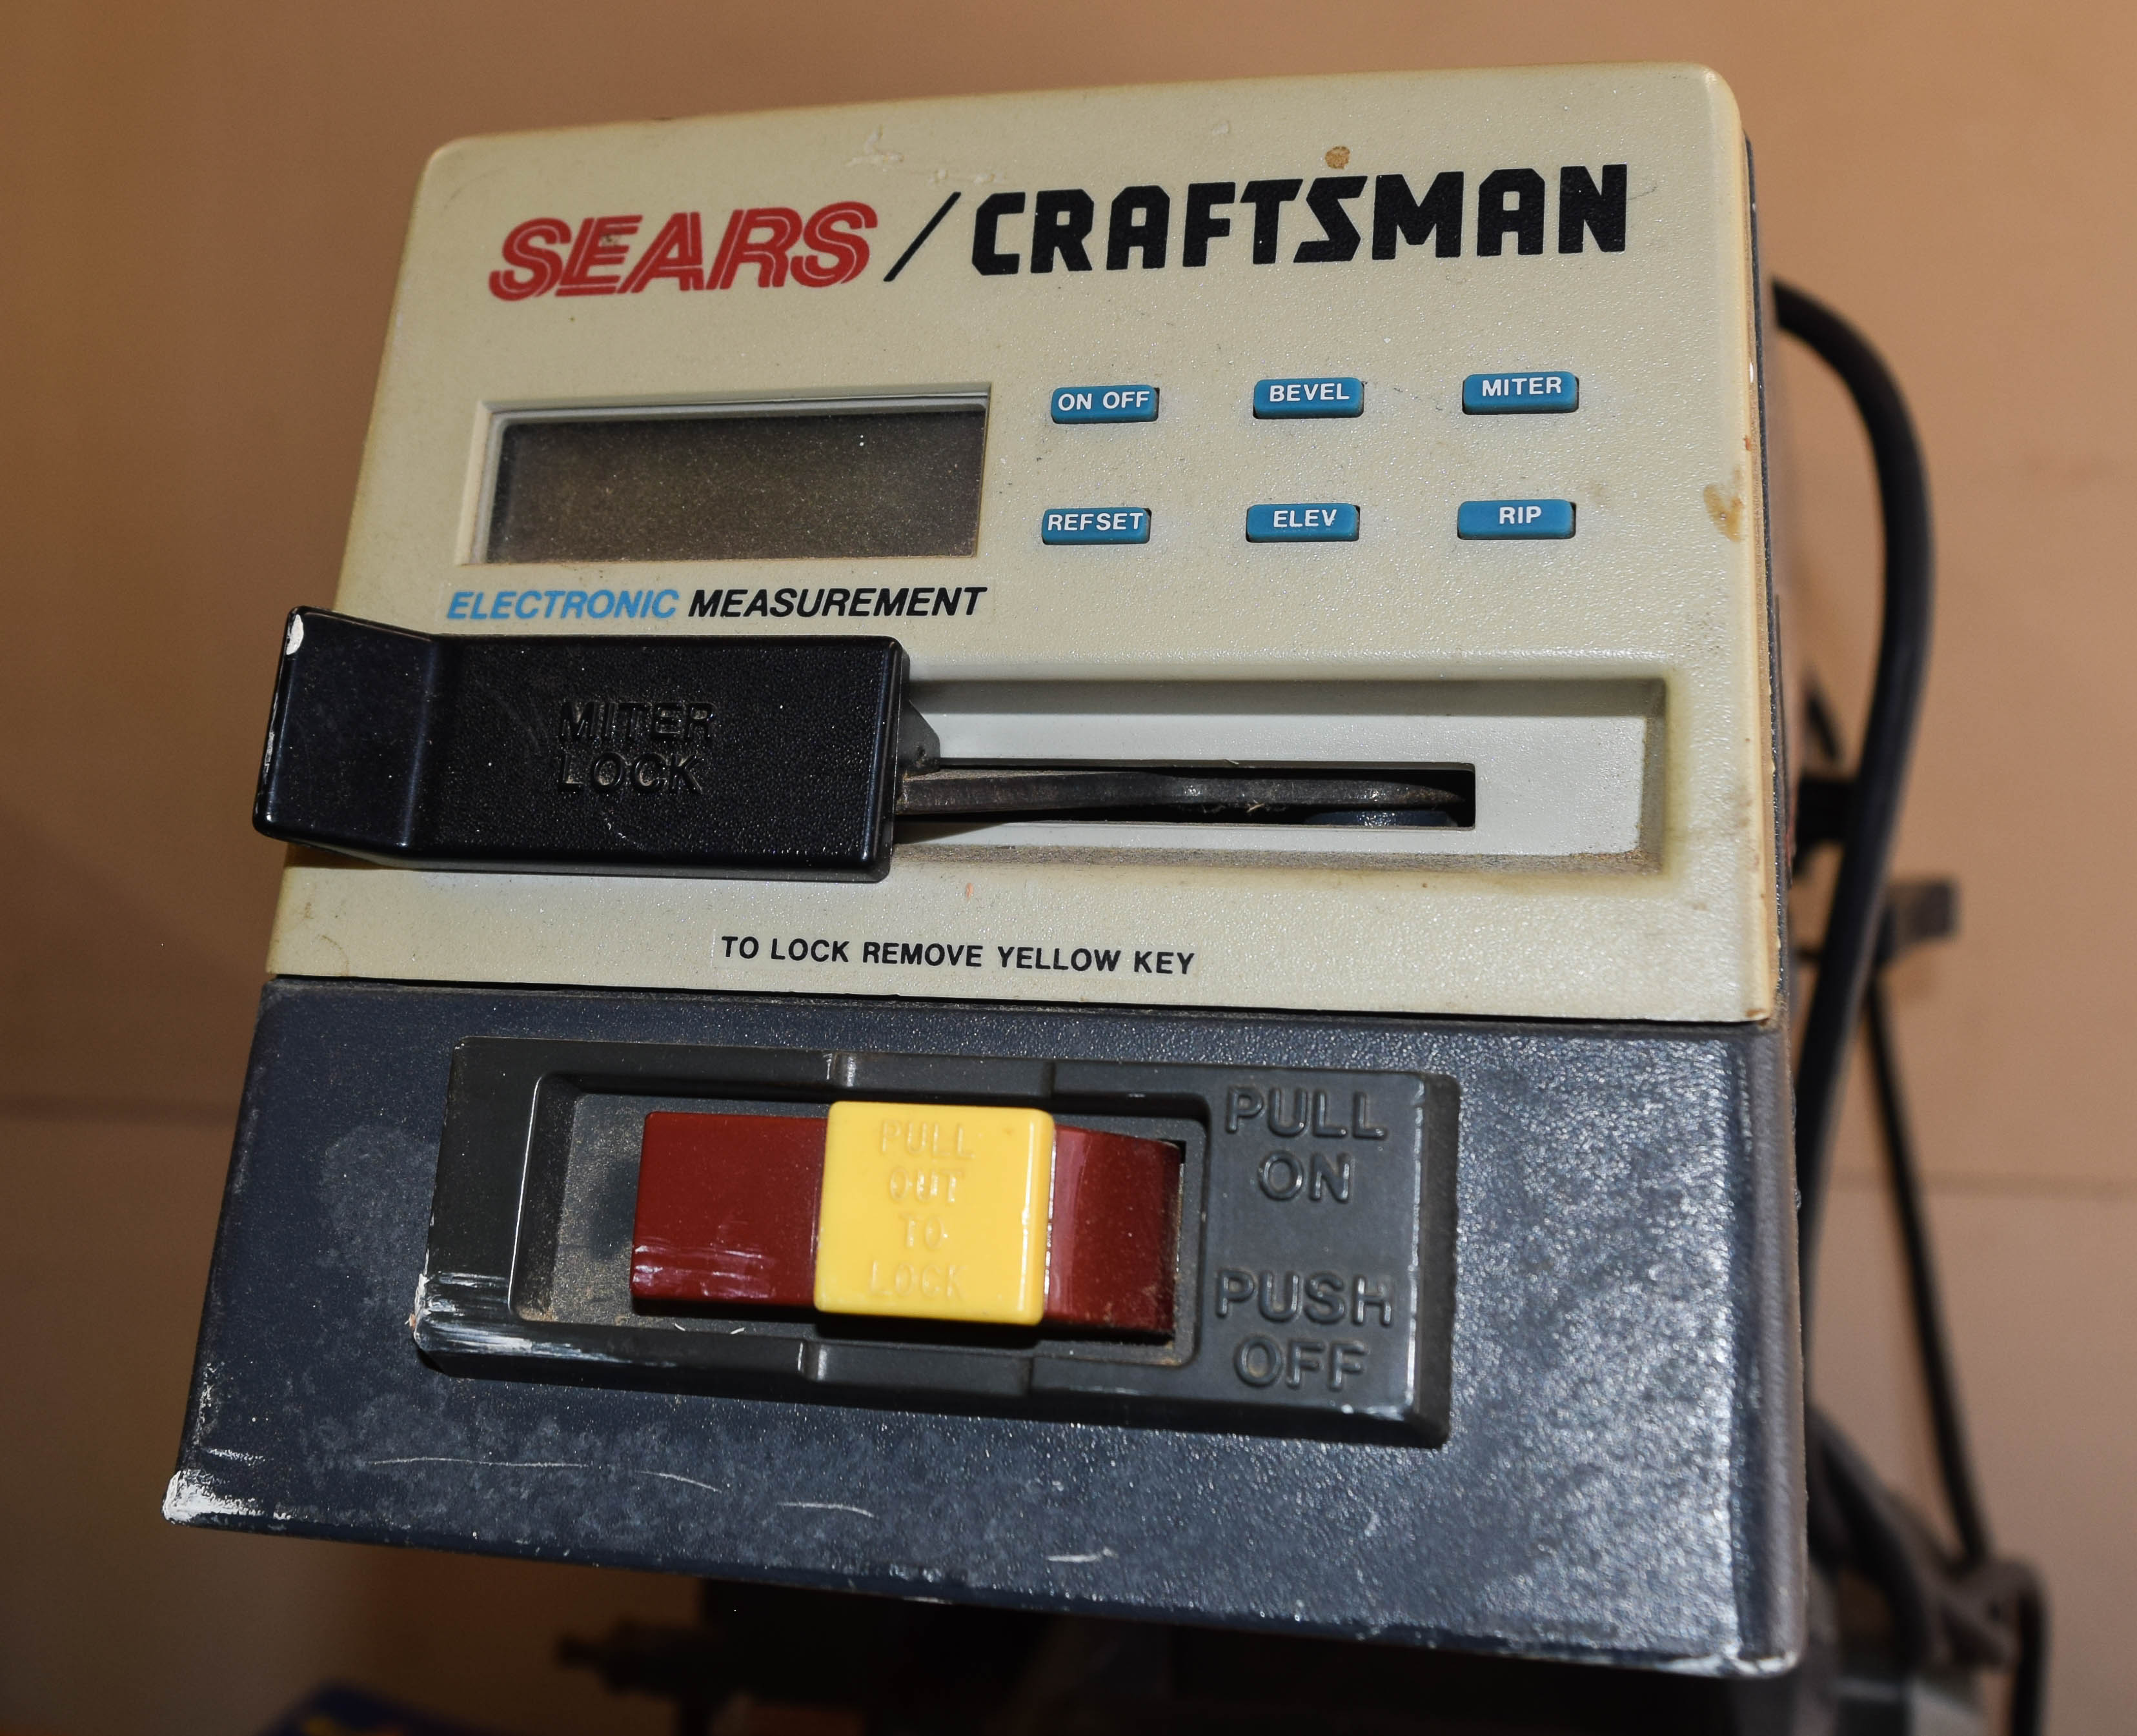 SEARS/CRAFTSMAN
ON OFF BEVEL MITER
REFSET ELEV RIP
ELECTRONIC MEASUREMENT
MITER
LOCK
TO LOCK REMOVE YELLOW KEY
PULL
OUT
TO
LOCK
PULL
ON
PUSH
OFF